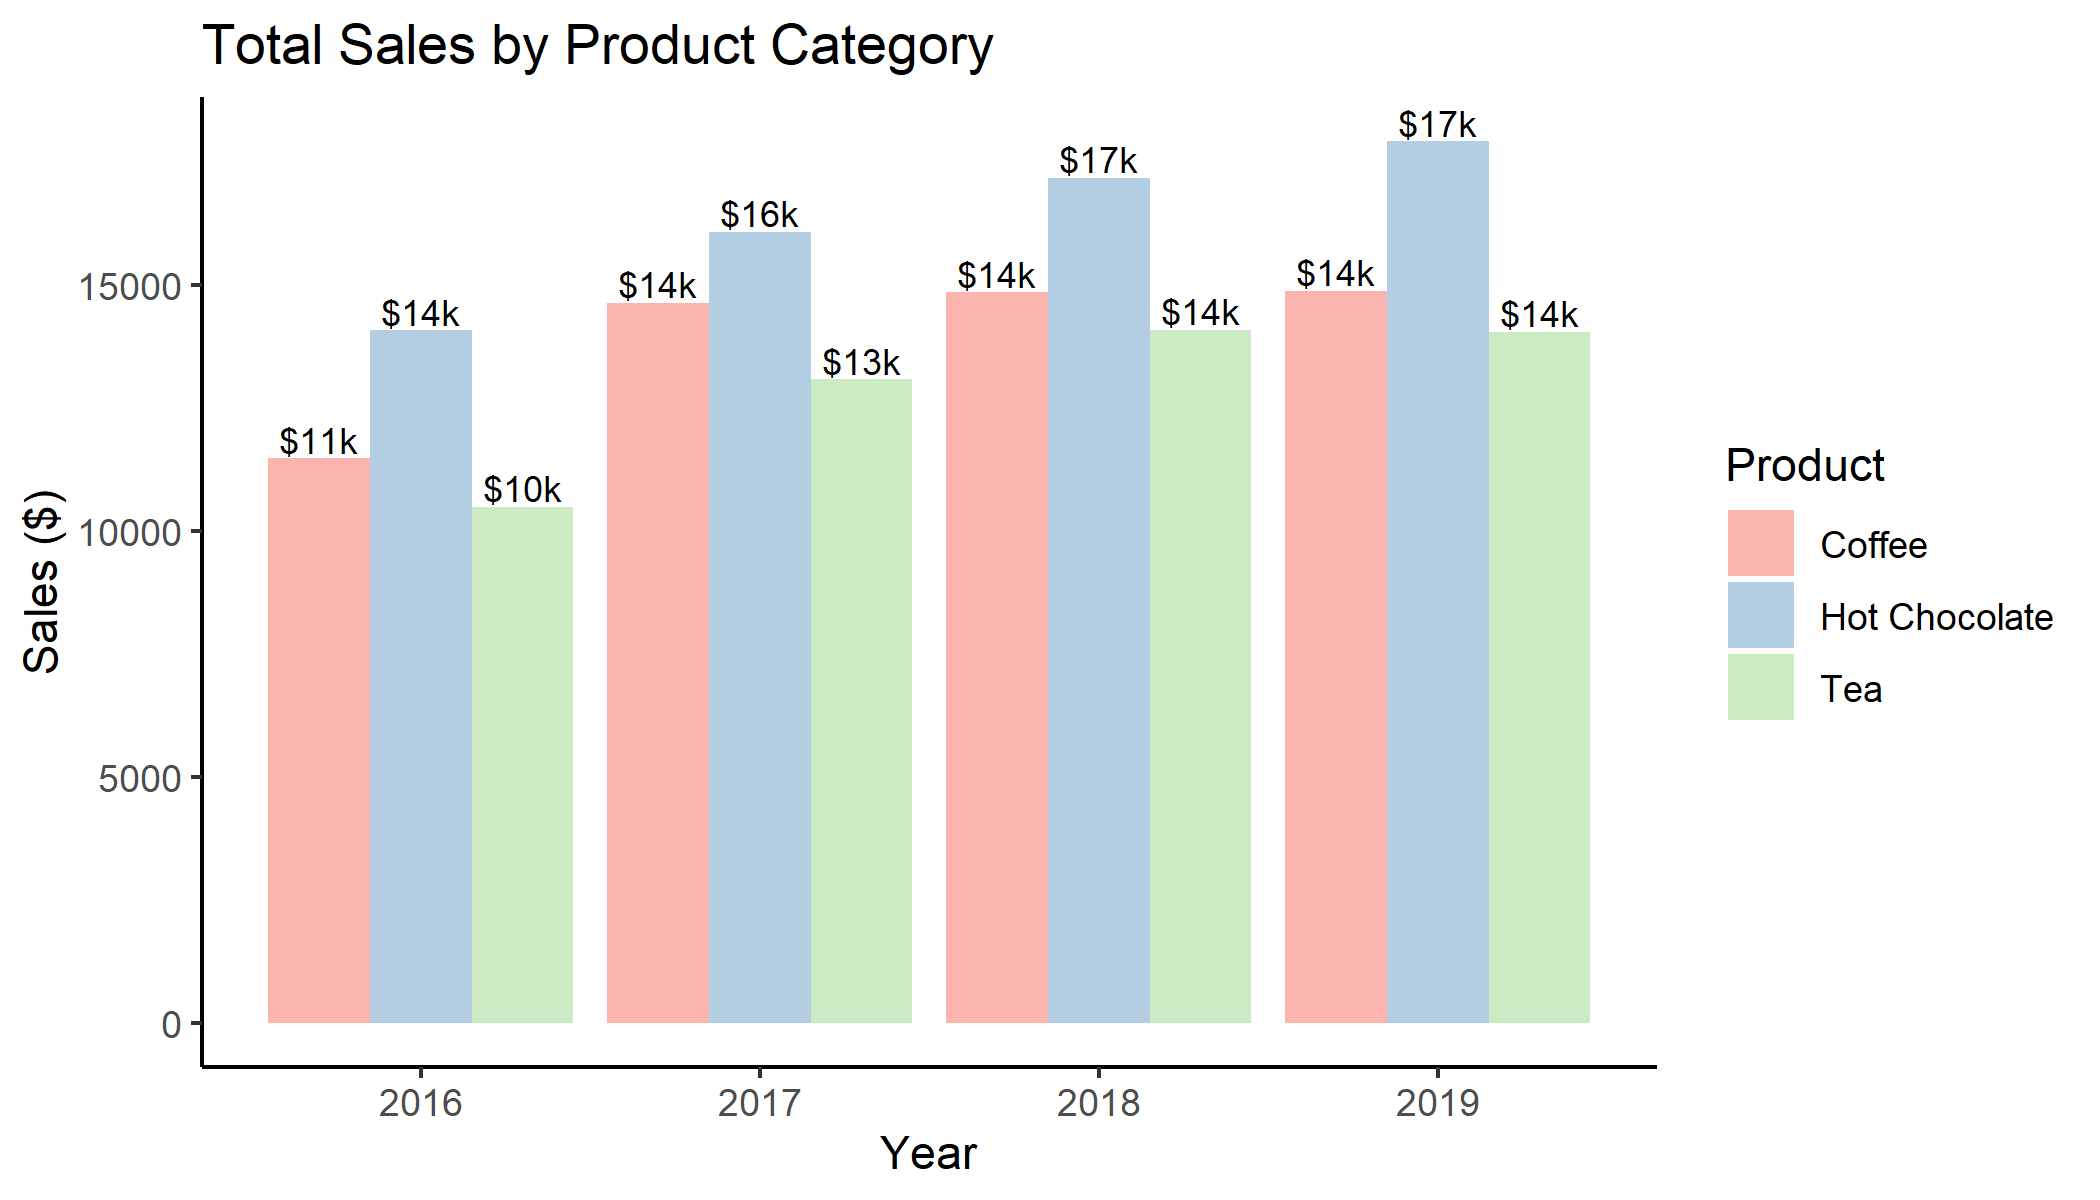 Total Sales by Product Category
Sales ($)
15000
10000
5000
0
$11k
$14k
$10k
$14k
$16k
$13k
$14k
$17k
$14k
$14k
$17k
$14k
2016
2017
2018
2019
Year
Product
Coffee
Hot Chocolate
Tea